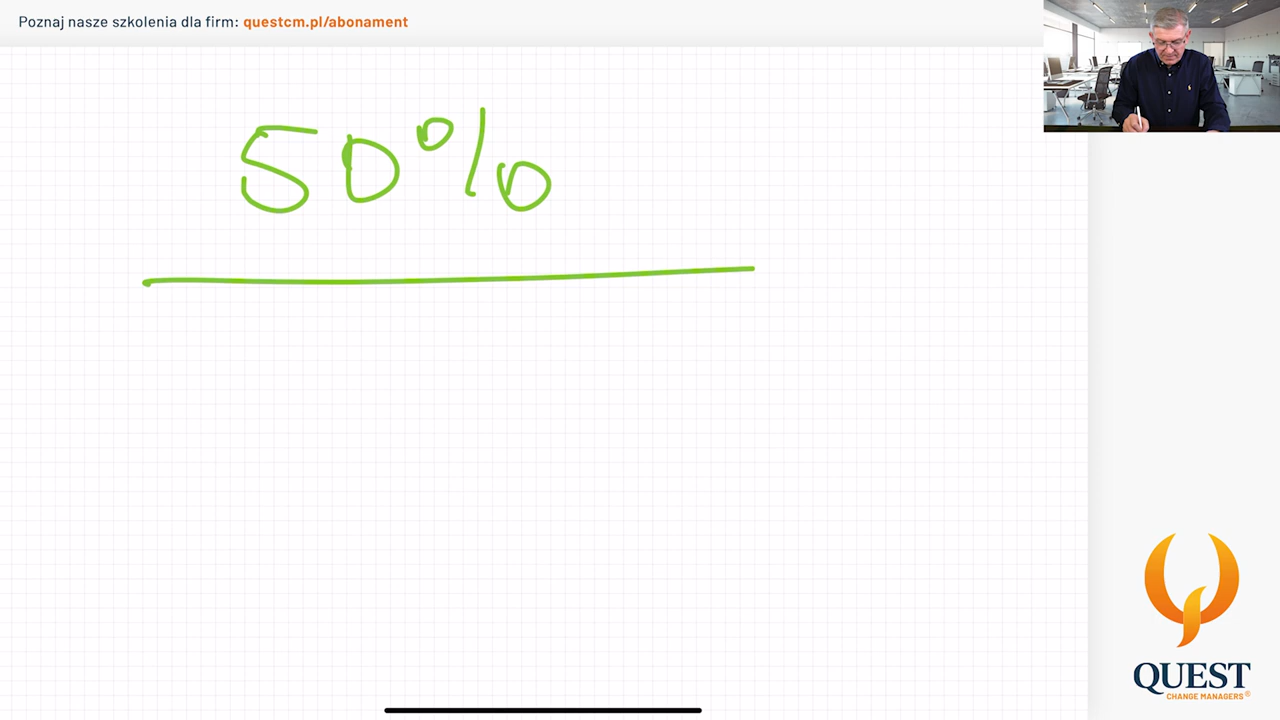 Poznaj nasze szkolenia dla firm: questcm.pl/abonament
50%
QUEST
CHANGE MANAGERS®